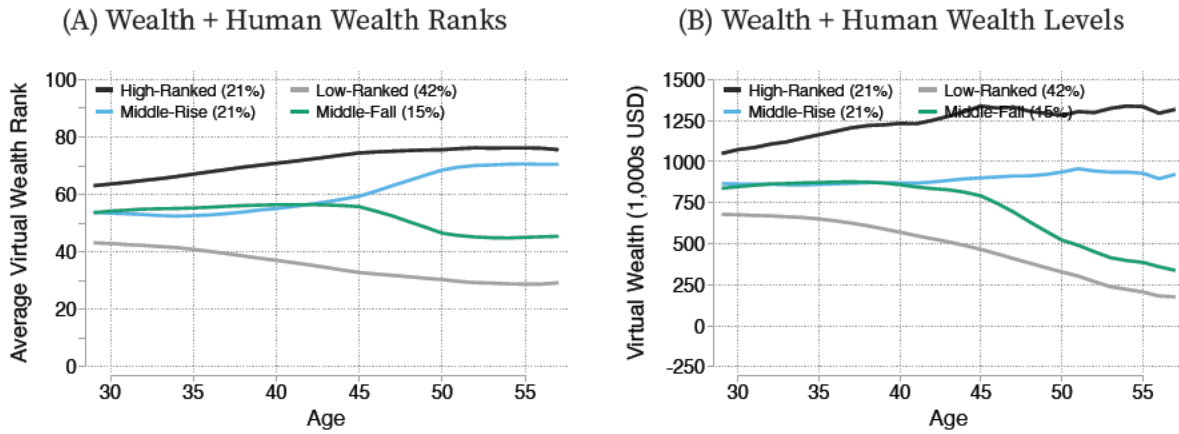 (A) Wealth + Human Wealth Ranks
Average Virtual Wealth Rank
100
80
60
40
20
0
High-Ranked (21%)
Low-Ranked (42%)
Middle-Rise (21%)
Middle-Fall (15%)
30 35 40 45 50 55
Age
(B) Wealth + Human Wealth Levels
Virtual Wealth (1,000s USD)
1500
1250
1000
750
500
250
0
-250
High-Ranked (21%)
Low-Ranked (42%)
Middle-Rise (21%)
Middle-Fall (15%)
30 35 40 45 50 55
Age